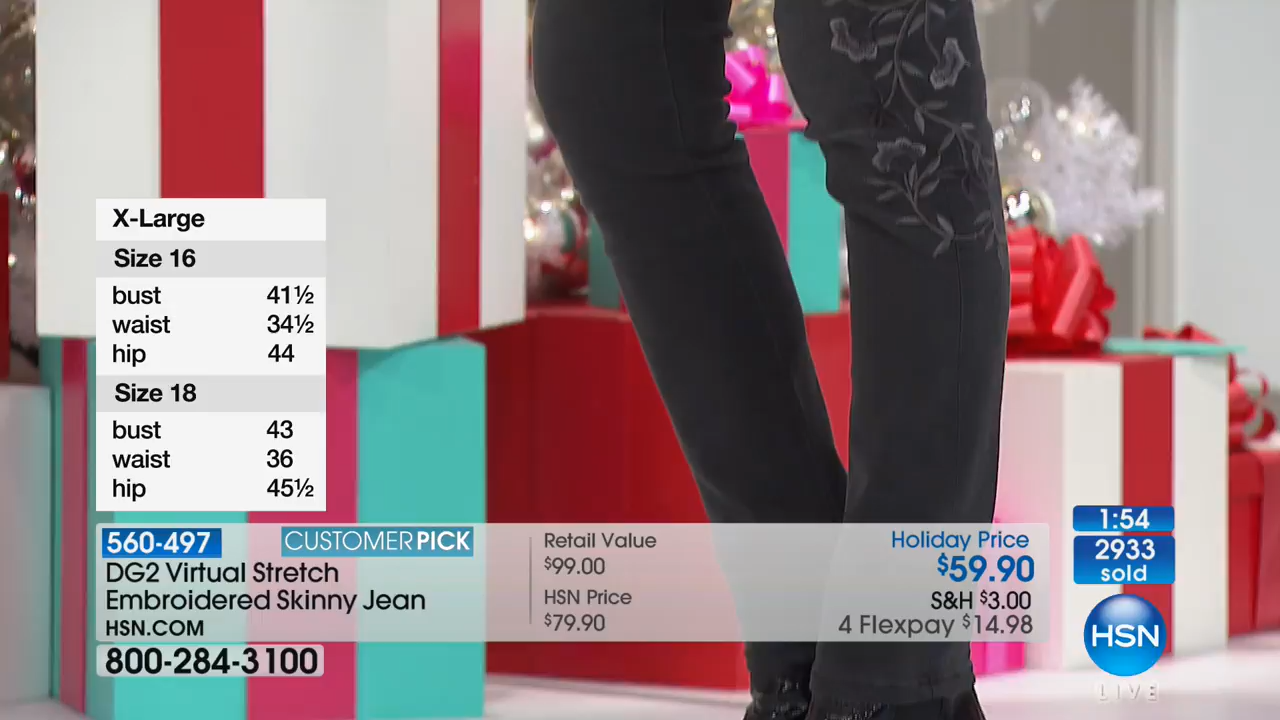 X-Large
Size 16
bust 41½
waist 34½
hip 44
Size 18
bust 43
waist 36
hip 45½
560-497
CUSTOMER PICK
DG2 Virtual Stretch
Embroidered Skinny Jean
HSN.COM
800-284-3100
Retail Value
$99.00
HSN Price
$79.90
Holiday Price
$59.90
S&H $3.00
4 Flexpay $14.98
1:54
2933
sold
HSN
LIVE